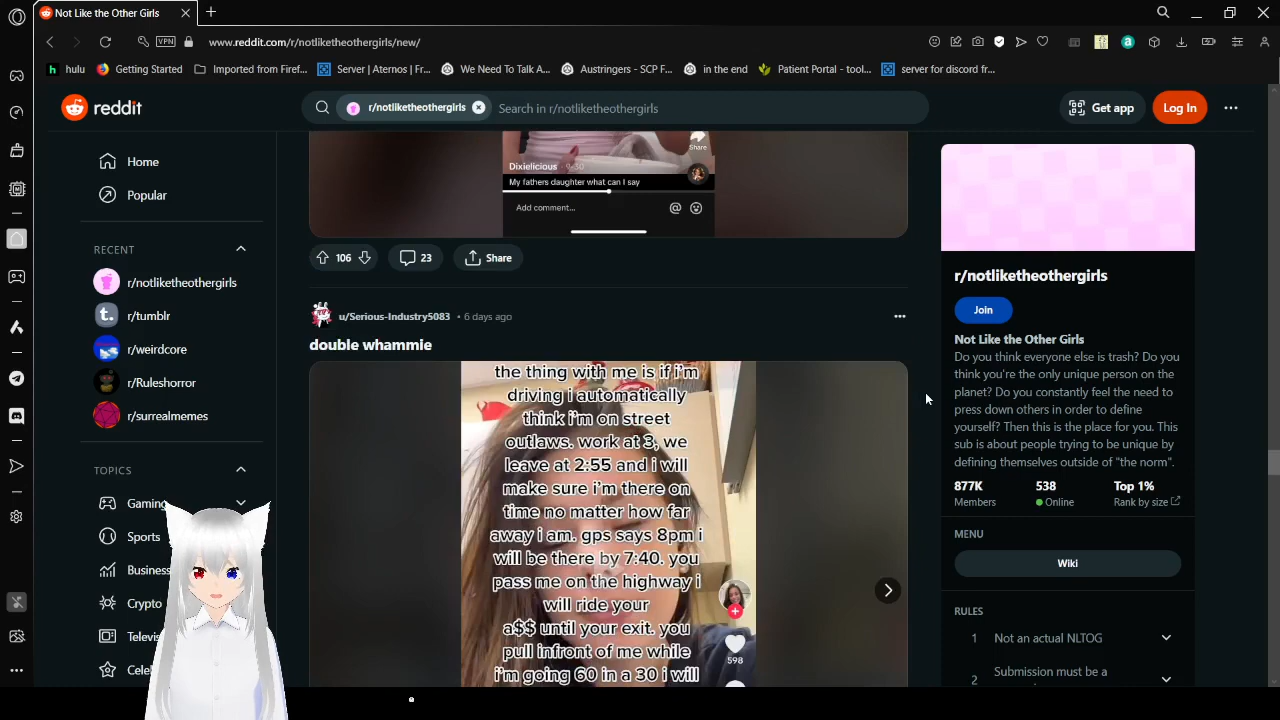 Not Like the Other Girls
VPN
www.reddit.com/r/notliketheothergirls/new/
hulu
Getting Started
Imported from Firef...
Server | Aternos | Fr...
We Need To Talk A...
Austringers - SCP F...
in the end
Patient Portal - tool...
server for discord fr...
reddit
r/notliketheothergirls
Search in r/notliketheothergirls
Get app
Log In
Home
Popular
RECENT
r/notliketheothergirls
r/tumblr
r/weirdcore
r/Ruleshorror
r/surrealmemes
TOPICS
Gaming
Sports
Business
Crypto
Televi
Cele
Share
Dixielicious · 9-30
My fathers daughter what can I say
Add comment...
106
23
Share
u/Serious-Industry5083 • 6 days ago
double whammie
the thing with me is if i'm
driving i automatically
think i'm on street
outlaws. work at 3, we
leave at 2:55 and i will
make sure i'm there on
time no matter how far
away i am. gps says 8pm i
will be there by 7:40. you
pass me on the highway i
will ride your
a$$ until your exit. you
pull infront of me while
i'm going 60 in a 30 i will
598
r/notliketheothergirls
Join
Not Like the Other Girls
Do you think everyone else is trash? Do you
think you're the only unique person on the
planet? Do you constantly feel the need to
press down others in order to define
yourself? Then this is the place for you. This
sub is about people trying to be unique by
defining themselves outside of "the norm".
877K
Members
538
Online
Top 1%
Rank by size
MENU
Wiki
RULES
1 Not an actual NLTOG
2 Submission must be a